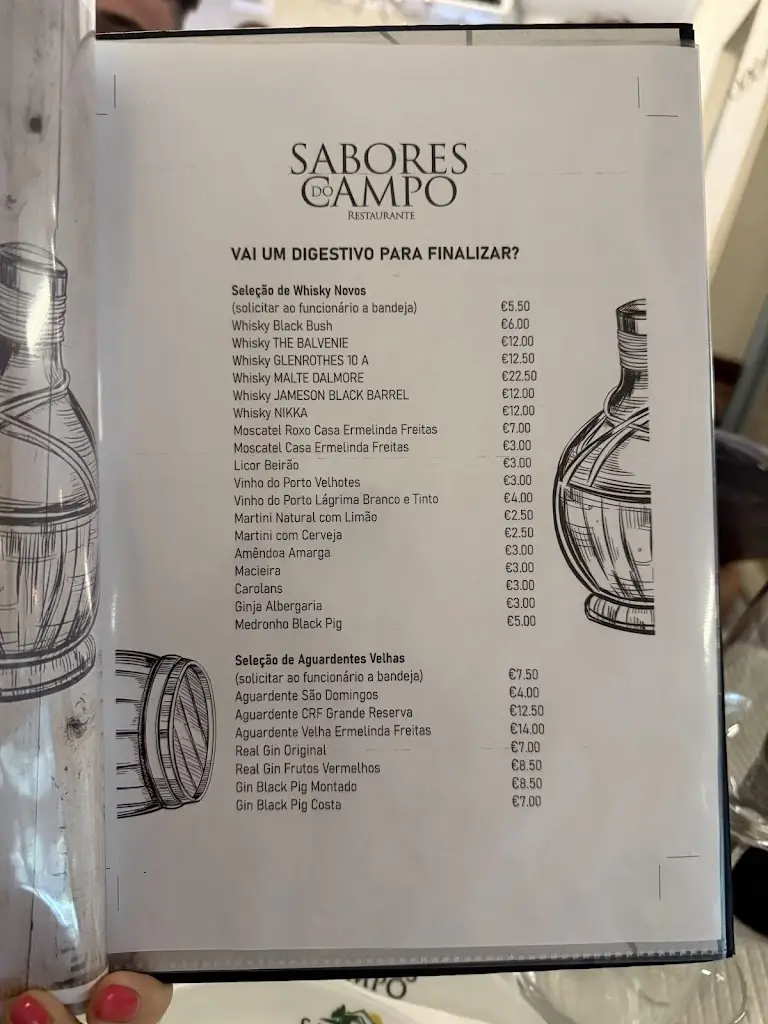 SABORES
DO CAMPO
RESTAURANTE
VAI UM DIGESTIVO PARA FINALIZAR?
Seleção de Whisky Novos
(solicitar ao funcionário a bandeja) €5.50
Whisky Black Bush €6.00
Whisky THE BALVENIE €12.00
Whisky GLENROTHES 10 A €12.50
Whisky MALTE DALMORE €22.50
Whisky JAMESON BLACK BARREL €12.00
Whisky NIKKA €12.00
Moscatel Roxo Casa Ermelinda Freitas €7.00
Moscatel Casa Ermelinda Freitas €3.00
Licor Beirão €3.00
Vinho do Porto Velhotes €3.00
Vinho do Porto Lágrima Branco e Tinto €4.00
Martini Natural com Limão €2.50
Martini com Cerveja €2.50
Amêndoa Amarga €3.00
Macieira €3.00
Carolans €3.00
Ginja Albergaria €3.00
Medronho Black Pig €5.00
Seleção de Aguardentes Velhas
(solicitar ao funcionário a bandeja) €7.50
Aguardente São Domingos €4.00
Aguardente CRF Grande Reserva €12.50
Aguardente Velha Ermelinda Freitas €14.00
Real Gin Original €7.00
Real Gin Frutos Vermelhos €8.50
Gin Black Pig Montado €8.50
Gin Black Pig Costa €7.00